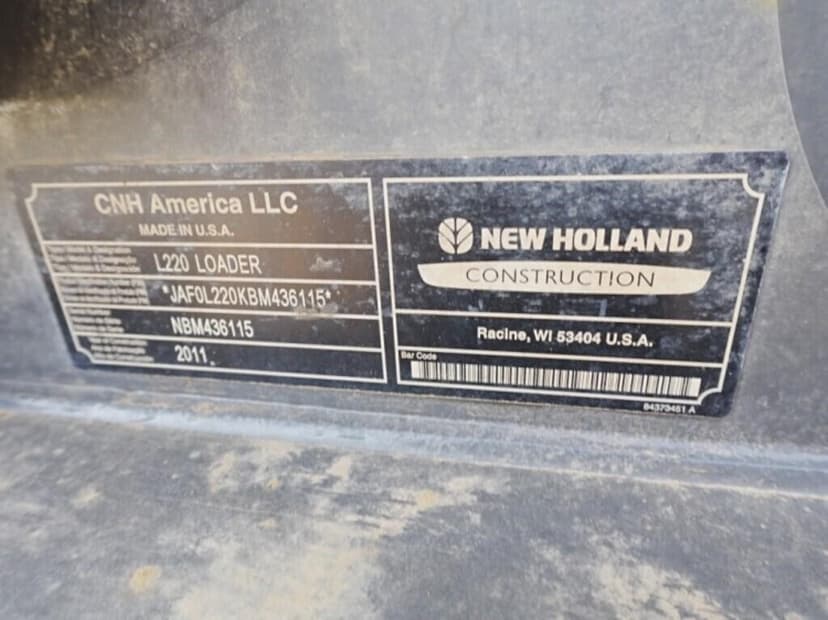 CNH America LLC
MADE IN U.S.A.
L220 LOADER
*JAF0L220KBM436115*
NBM436115
2011
NEW HOLLAND
CONSTRUCTION
Racine, WI 53404 U.S.A.
Bar Code
84373461 A